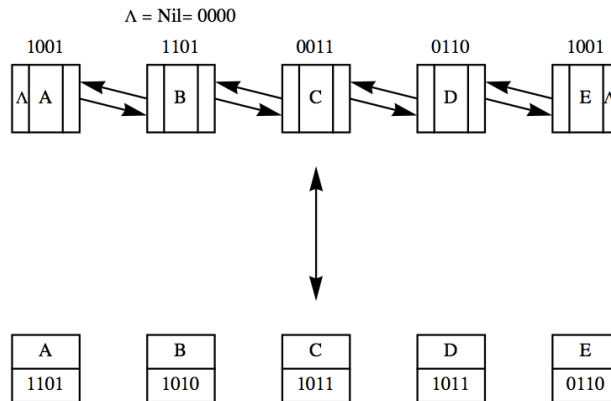 Λ = Nil= 0000
1001 1101 0011 0110 1001
Λ A B C D E Λ
A B C D E
1101 1010 1011 1011 0110